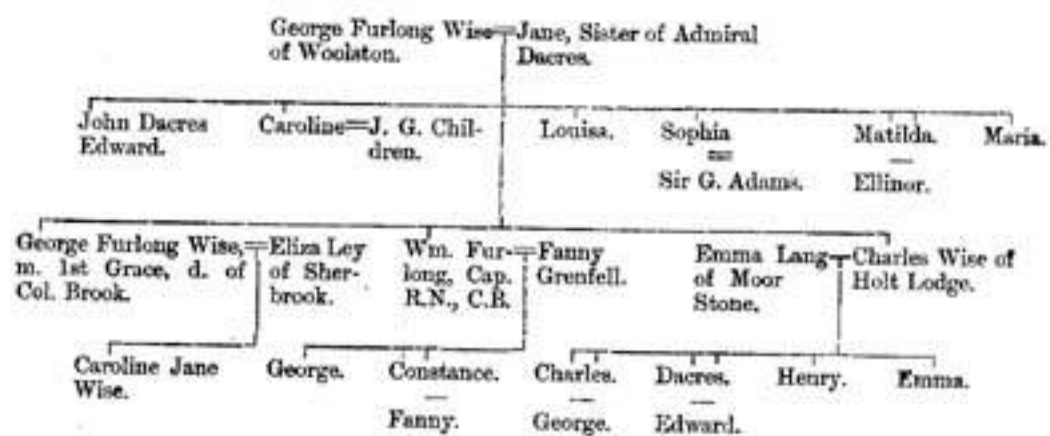 George Furlong Wise=Jane, Sister of Admiral
of Woolston. Dacres.
John Dacres Caroline=J. G. Chil- Louisa. Sophia Matilda. Maria.
Edward. dren. = —
Sir G. Adams. Ellinor.
George Furlong Wise,=Eliza Ley Wm. Fur-=Fanny Emma Lang=Charles Wise of
m. 1st Grace, d. of of Sher- long, Cap. Grenfell. of Moor Holt Lodge.
Col. Brook. brook. R.N., C.B. Stone.
Caroline Jane George. Constance. Charles. Dacres. Henry. Emma.
Wise. — — —
Fanny. George. Edward.